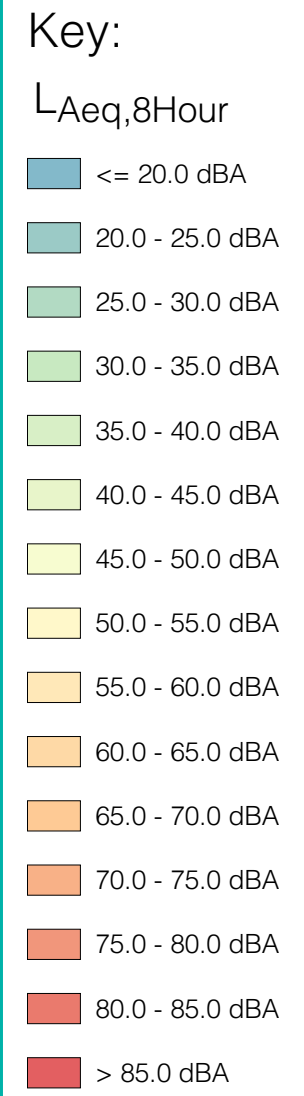 Key:
LAeq,8Hour
<= 20.0 dBA
20.0 - 25.0 dBA
25.0 - 30.0 dBA
30.0 - 35.0 dBA
35.0 - 40.0 dBA
40.0 - 45.0 dBA
45.0 - 50.0 dBA
50.0 - 55.0 dBA
55.0 - 60.0 dBA
60.0 - 65.0 dBA
65.0 - 70.0 dBA
70.0 - 75.0 dBA
75.0 - 80.0 dBA
80.0 - 85.0 dBA
> 85.0 dBA